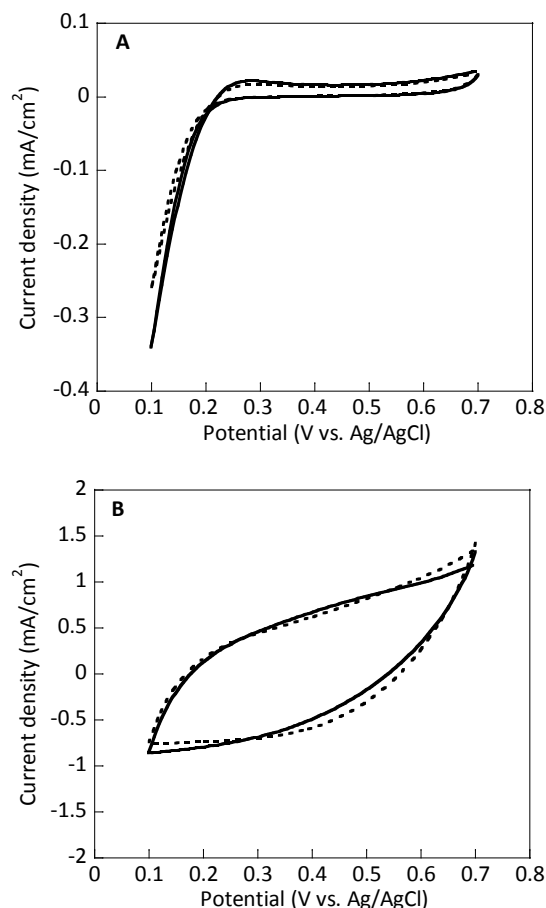 A
0.1
0
-0.1
-0.2
-0.3
-0.4
Current density (mA/cm²)
0 0.1 0.2 0.3 0.4 0.5 0.6 0.7 0.8
Potential (V vs. Ag/AgCl)
B
2
1.5
1
0.5
0
-0.5
-1
-1.5
-2
Current density (mA/cm²)
0 0.1 0.2 0.3 0.4 0.5 0.6 0.7 0.8
Potential (V vs. Ag/AgCl)